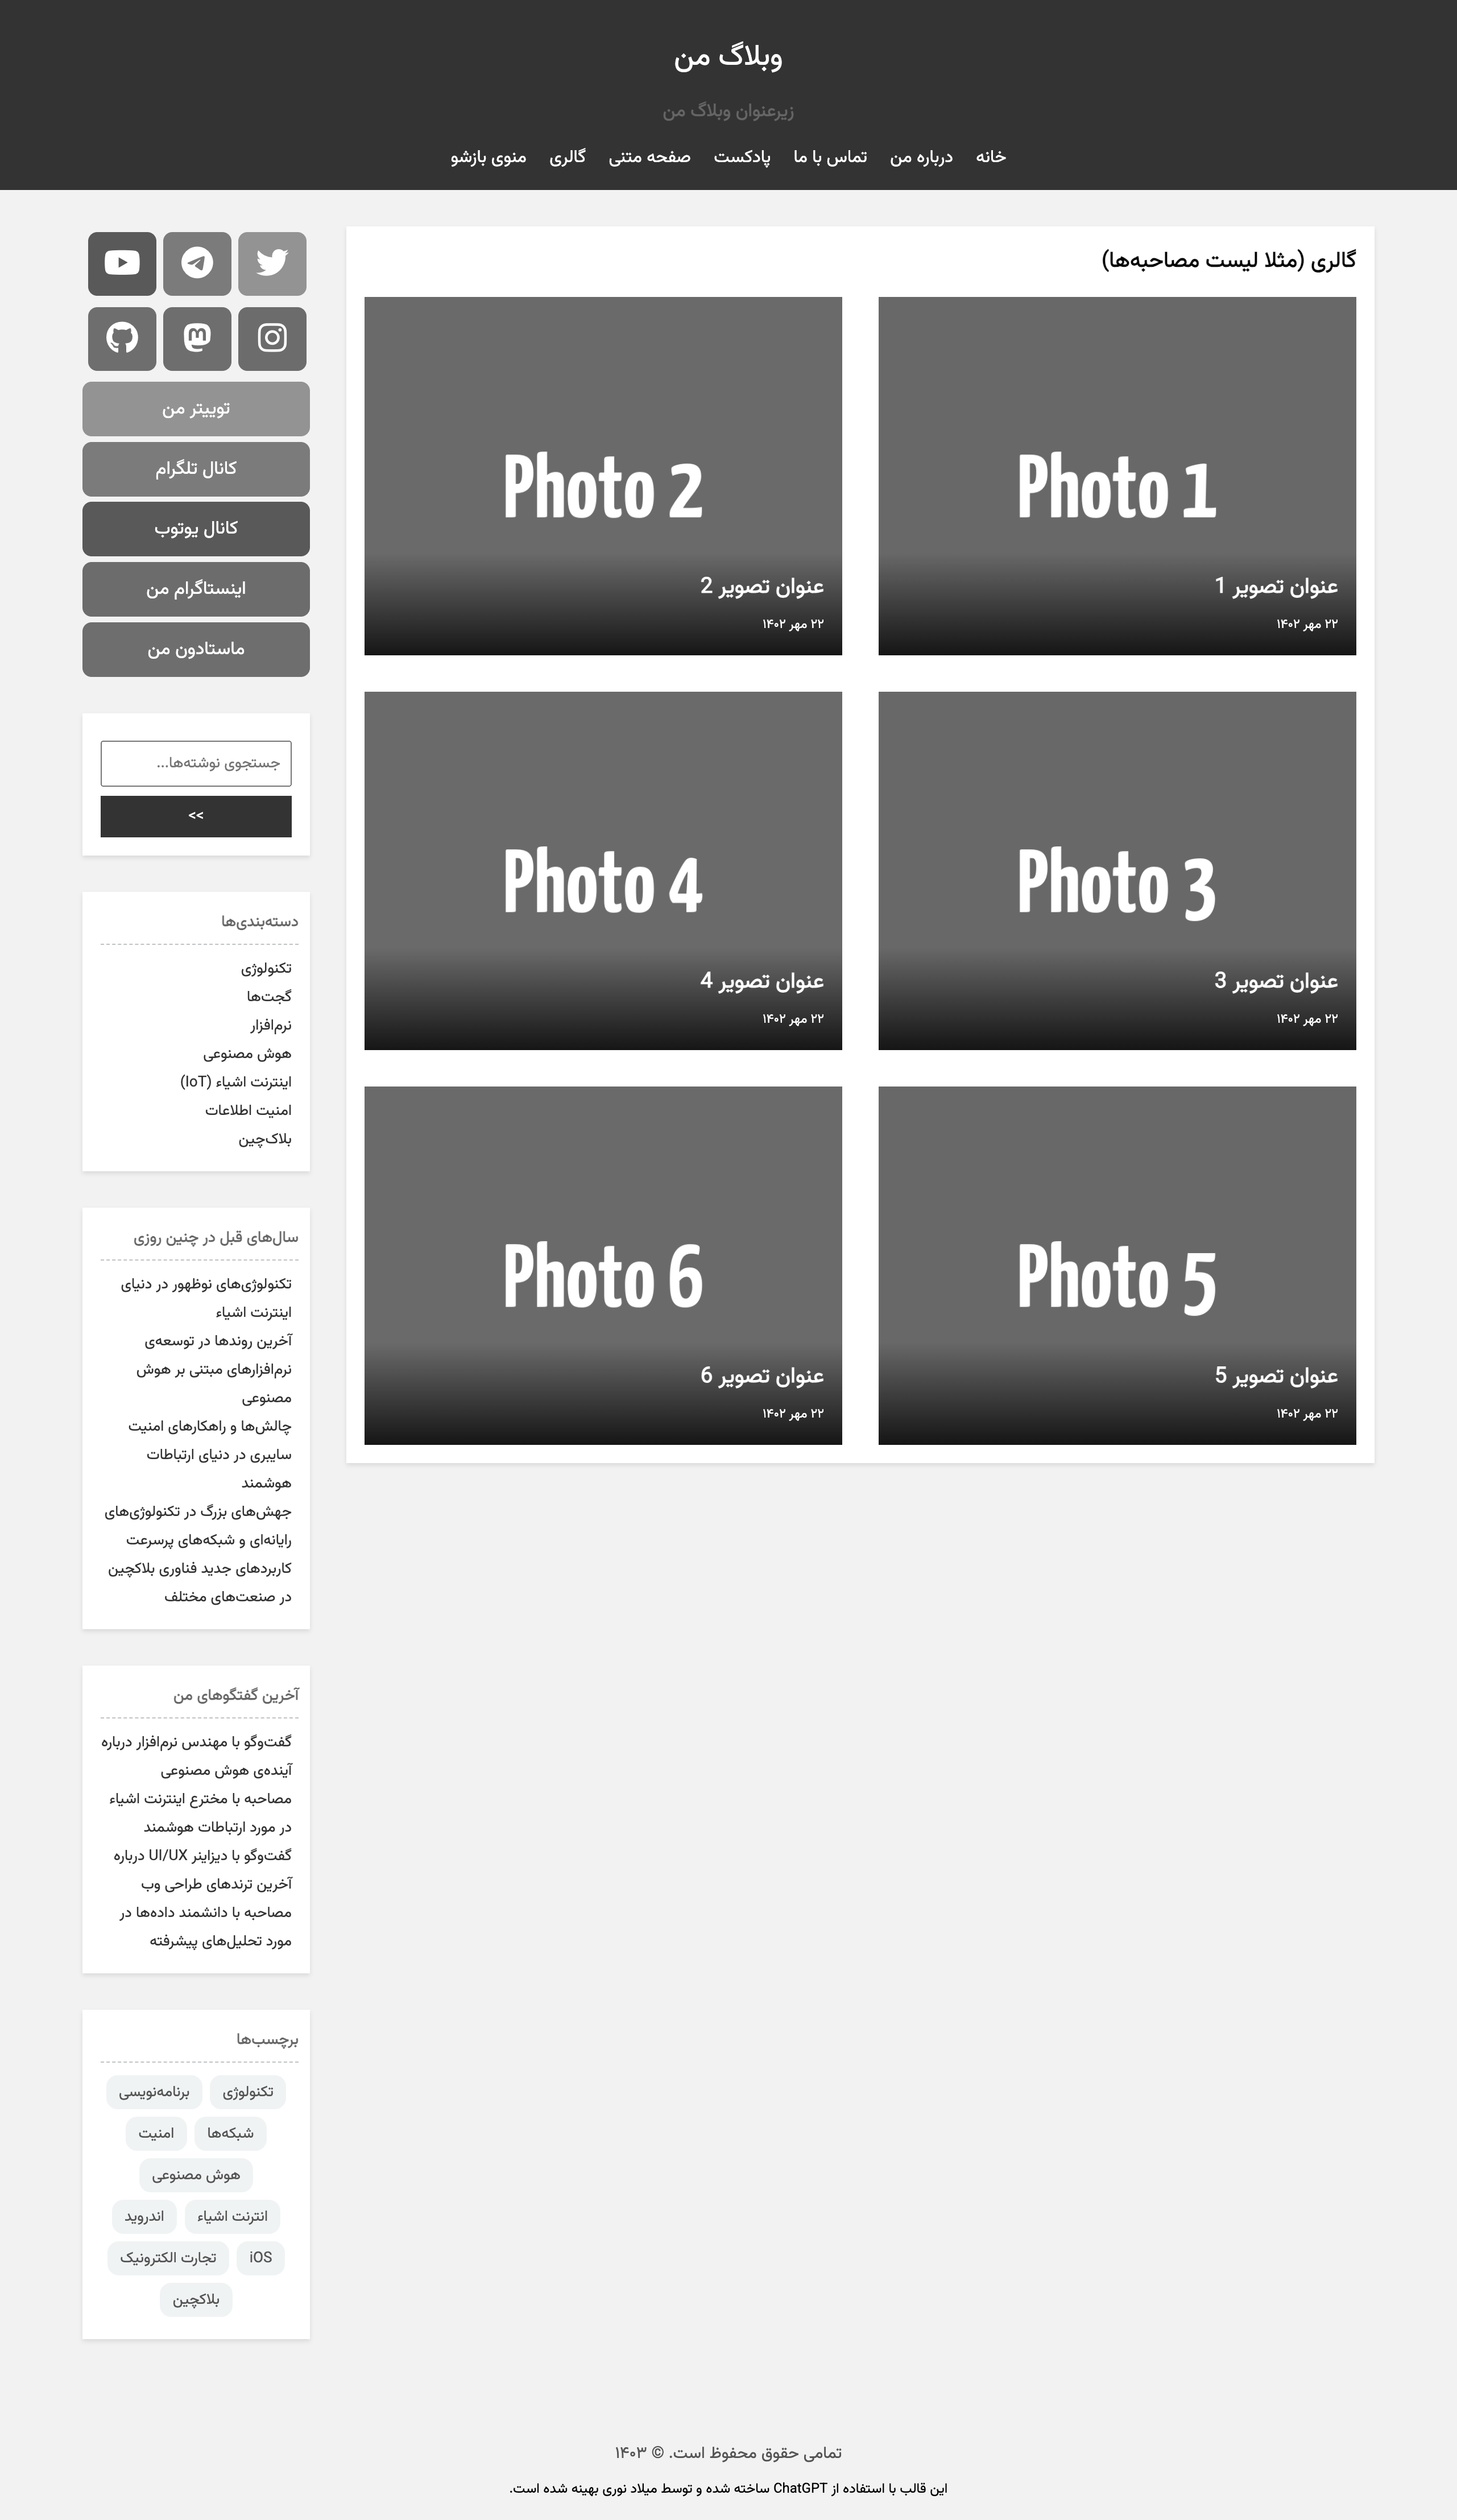 وبلاگ من
زیرعنوان وبلاگ من
خانه درباره من تماس با ما پادکست صفحه متنی گالری منوی بازشو
گالری (مثلا لیست مصاحبه‌ها)
Photo 1
عنوان تصویر 1
۲۲ مهر ۱۴۰۲
Photo 2
عنوان تصویر 2
۲۲ مهر ۱۴۰۲
Photo 3
عنوان تصویر 3
۲۲ مهر ۱۴۰۲
Photo 4
عنوان تصویر 4
۲۲ مهر ۱۴۰۲
Photo 5
عنوان تصویر 5
۲۲ مهر ۱۴۰۲
Photo 6
عنوان تصویر 6
۲۲ مهر ۱۴۰۲
توییتر من
کانال تلگرام
کانال یوتوب
اینستاگرام من
ماستادون من
جستجوی نوشته‌ها...
>>
دسته‌بندی‌ها
تکنولوژی
گجت‌ها
نرم‌افزار
هوش مصنوعی
اینترنت اشیاء (IoT)
امنیت اطلاعات
بلاک‌چین
سال‌های قبل در چنین روزی
تکنولوژی‌های نوظهور در دنیای
اینترنت اشیاء
آخرین روندها در توسعه‌ی
نرم‌افزارهای مبتنی بر هوش
مصنوعی
چالش‌ها و راهکارهای امنیت
سایبری در دنیای ارتباطات
هوشمند
جهش‌های بزرگ در تکنولوژی‌های
رایانه‌ای و شبکه‌های پرسرعت
کاربردهای جدید فناوری بلاکچین
در صنعت‌های مختلف
آخرین گفتگوهای من
گفت‌وگو با مهندس نرم‌افزار درباره
آینده‌ی هوش مصنوعی
مصاحبه با مخترع اینترنت اشیاء
در مورد ارتباطات هوشمند
گفت‌وگو با دیزاینر UI/UX درباره
آخرین ترندهای طراحی وب
مصاحبه با دانشمند داده‌ها در
مورد تحلیل‌های پیشرفته
برچسب‌ها
تکنولوژی برنامه‌نویسی
شبکه‌ها امنیت
هوش مصنوعی
انترنت اشیاء اندروید
iOS تجارت الکترونیک
بلاکچین
تمامی حقوق محفوظ است. © ۱۴۰۳
این قالب با استفاده از ChatGPT ساخته شده و توسط میلاد نوری بهینه شده است.